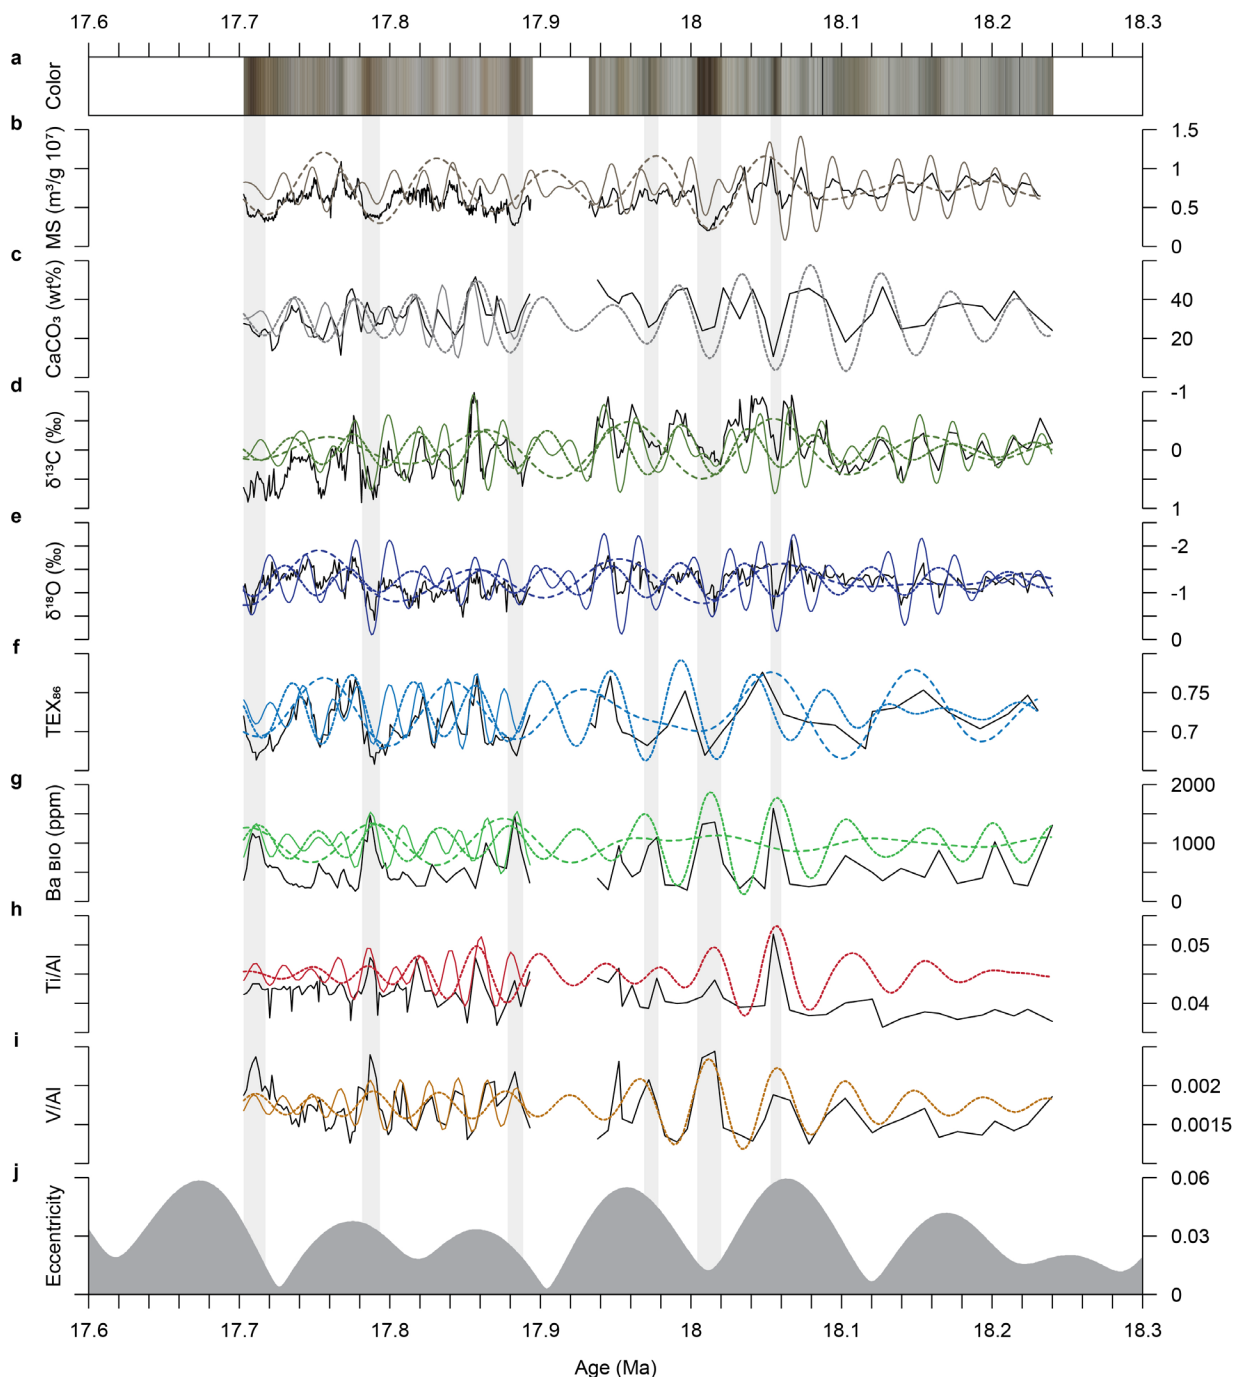 17.6 17.7 17.8 17.9 18 18.1 18.2 18.3
a
Color
b
MS (m³/g 10⁷)
1.5
1
0.5
0
c
CaCO₃ (wt%)
40
20
d
δ¹³C (‰)
-1
0
1
e
δ¹⁸O (‰)
-2
-1
0
f
TEX₈₆
0.75
0.7
g
Ba BIO (ppm)
2000
1000
0
h
Ti/Al
0.05
0.04
i
V/Al
0.002
0.0015
j
Eccentricity
0.06
0.03
0
17.6 17.7 17.8 17.9 18 18.1 18.2 18.3
Age (Ma)